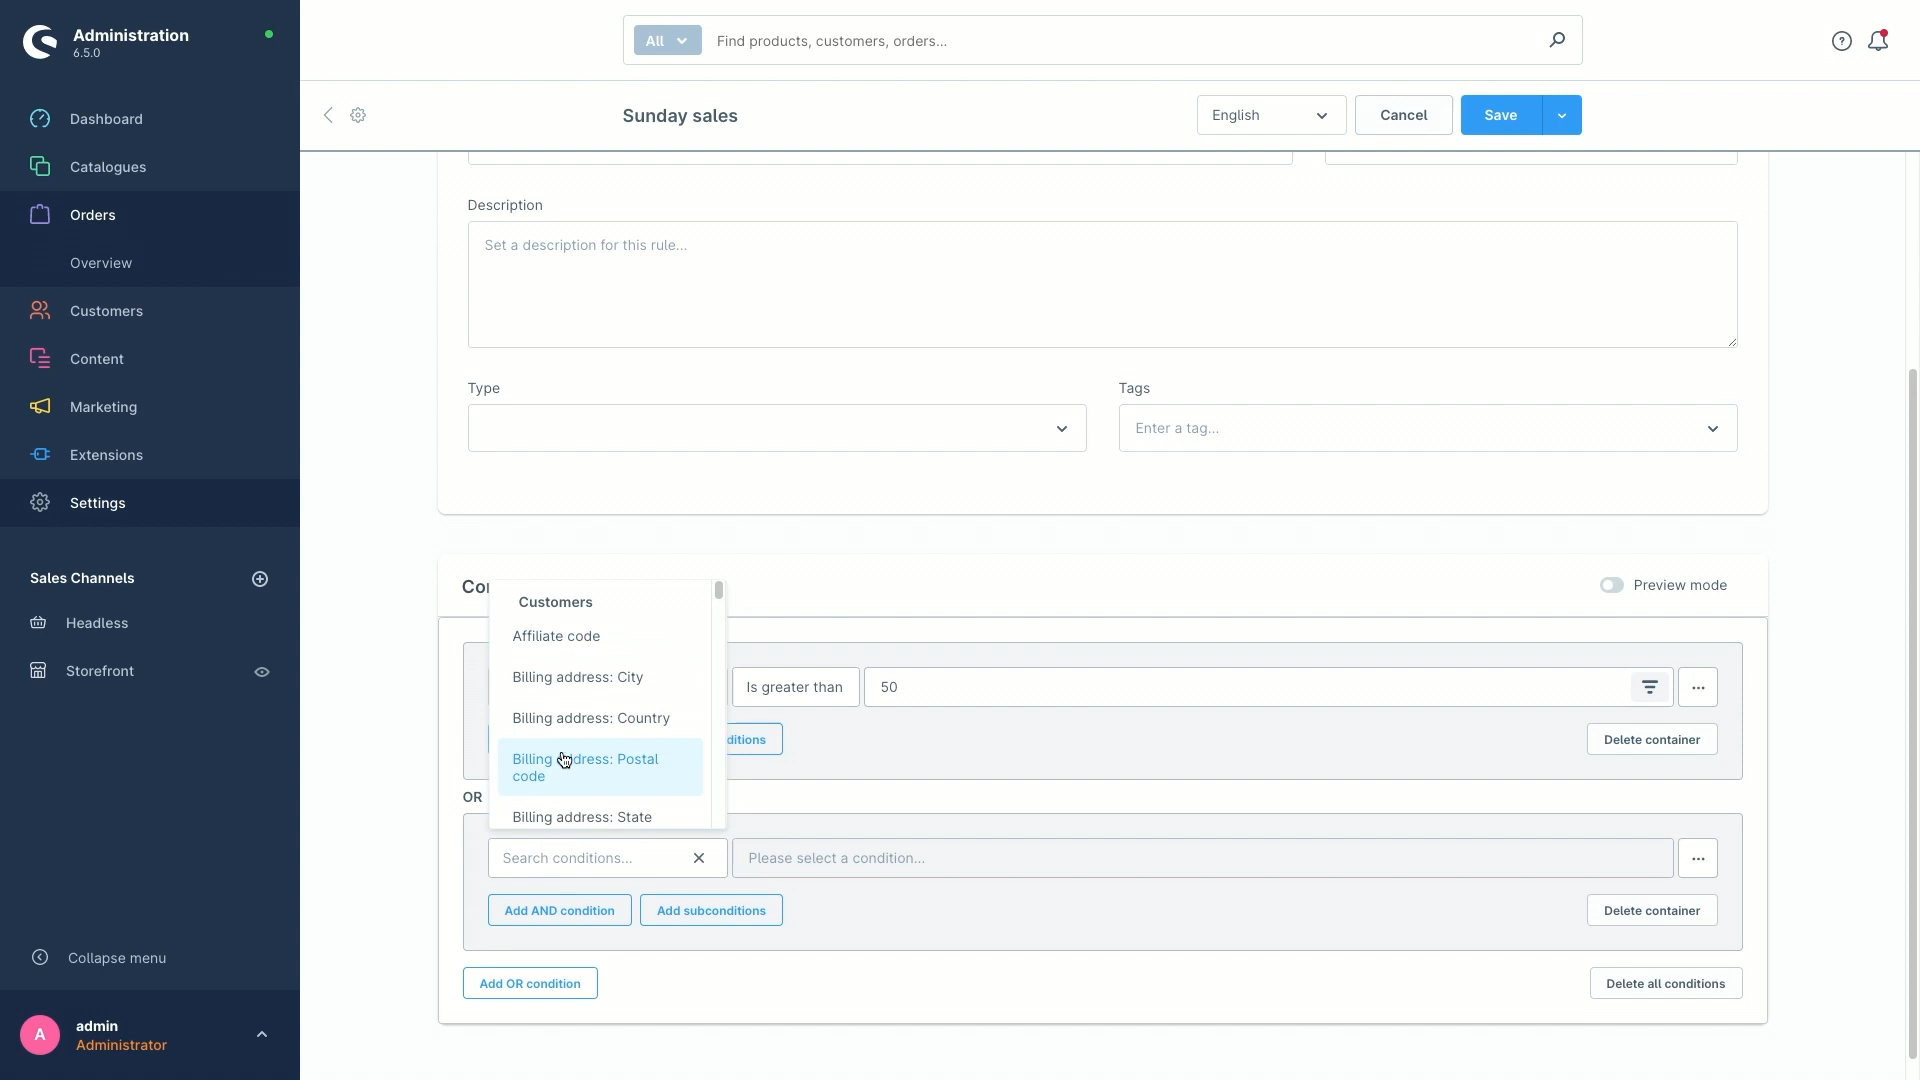 Administration
6.5.0
All
Find products, customers, orders...
Sunday sales
English
Cancel
Save
Dashboard
Catalogues
Orders
Overview
Customers
Content
Marketing
Extensions
Settings
Sales Channels
Headless
Storefront
Collapse menu
A
admin
Administrator
Description
Set a description for this rule...
Type
Tags
Enter a tag...
Preview mode
Customers
Affiliate code
Billing address: City
Billing address: Country
Billing address: Postal
code
Billing address: State
Is greater than
50
...
Delete container
OR
Search conditions...
Please select a condition...
...
Add AND condition
Add subconditions
Delete container
Add OR condition
Delete all conditions